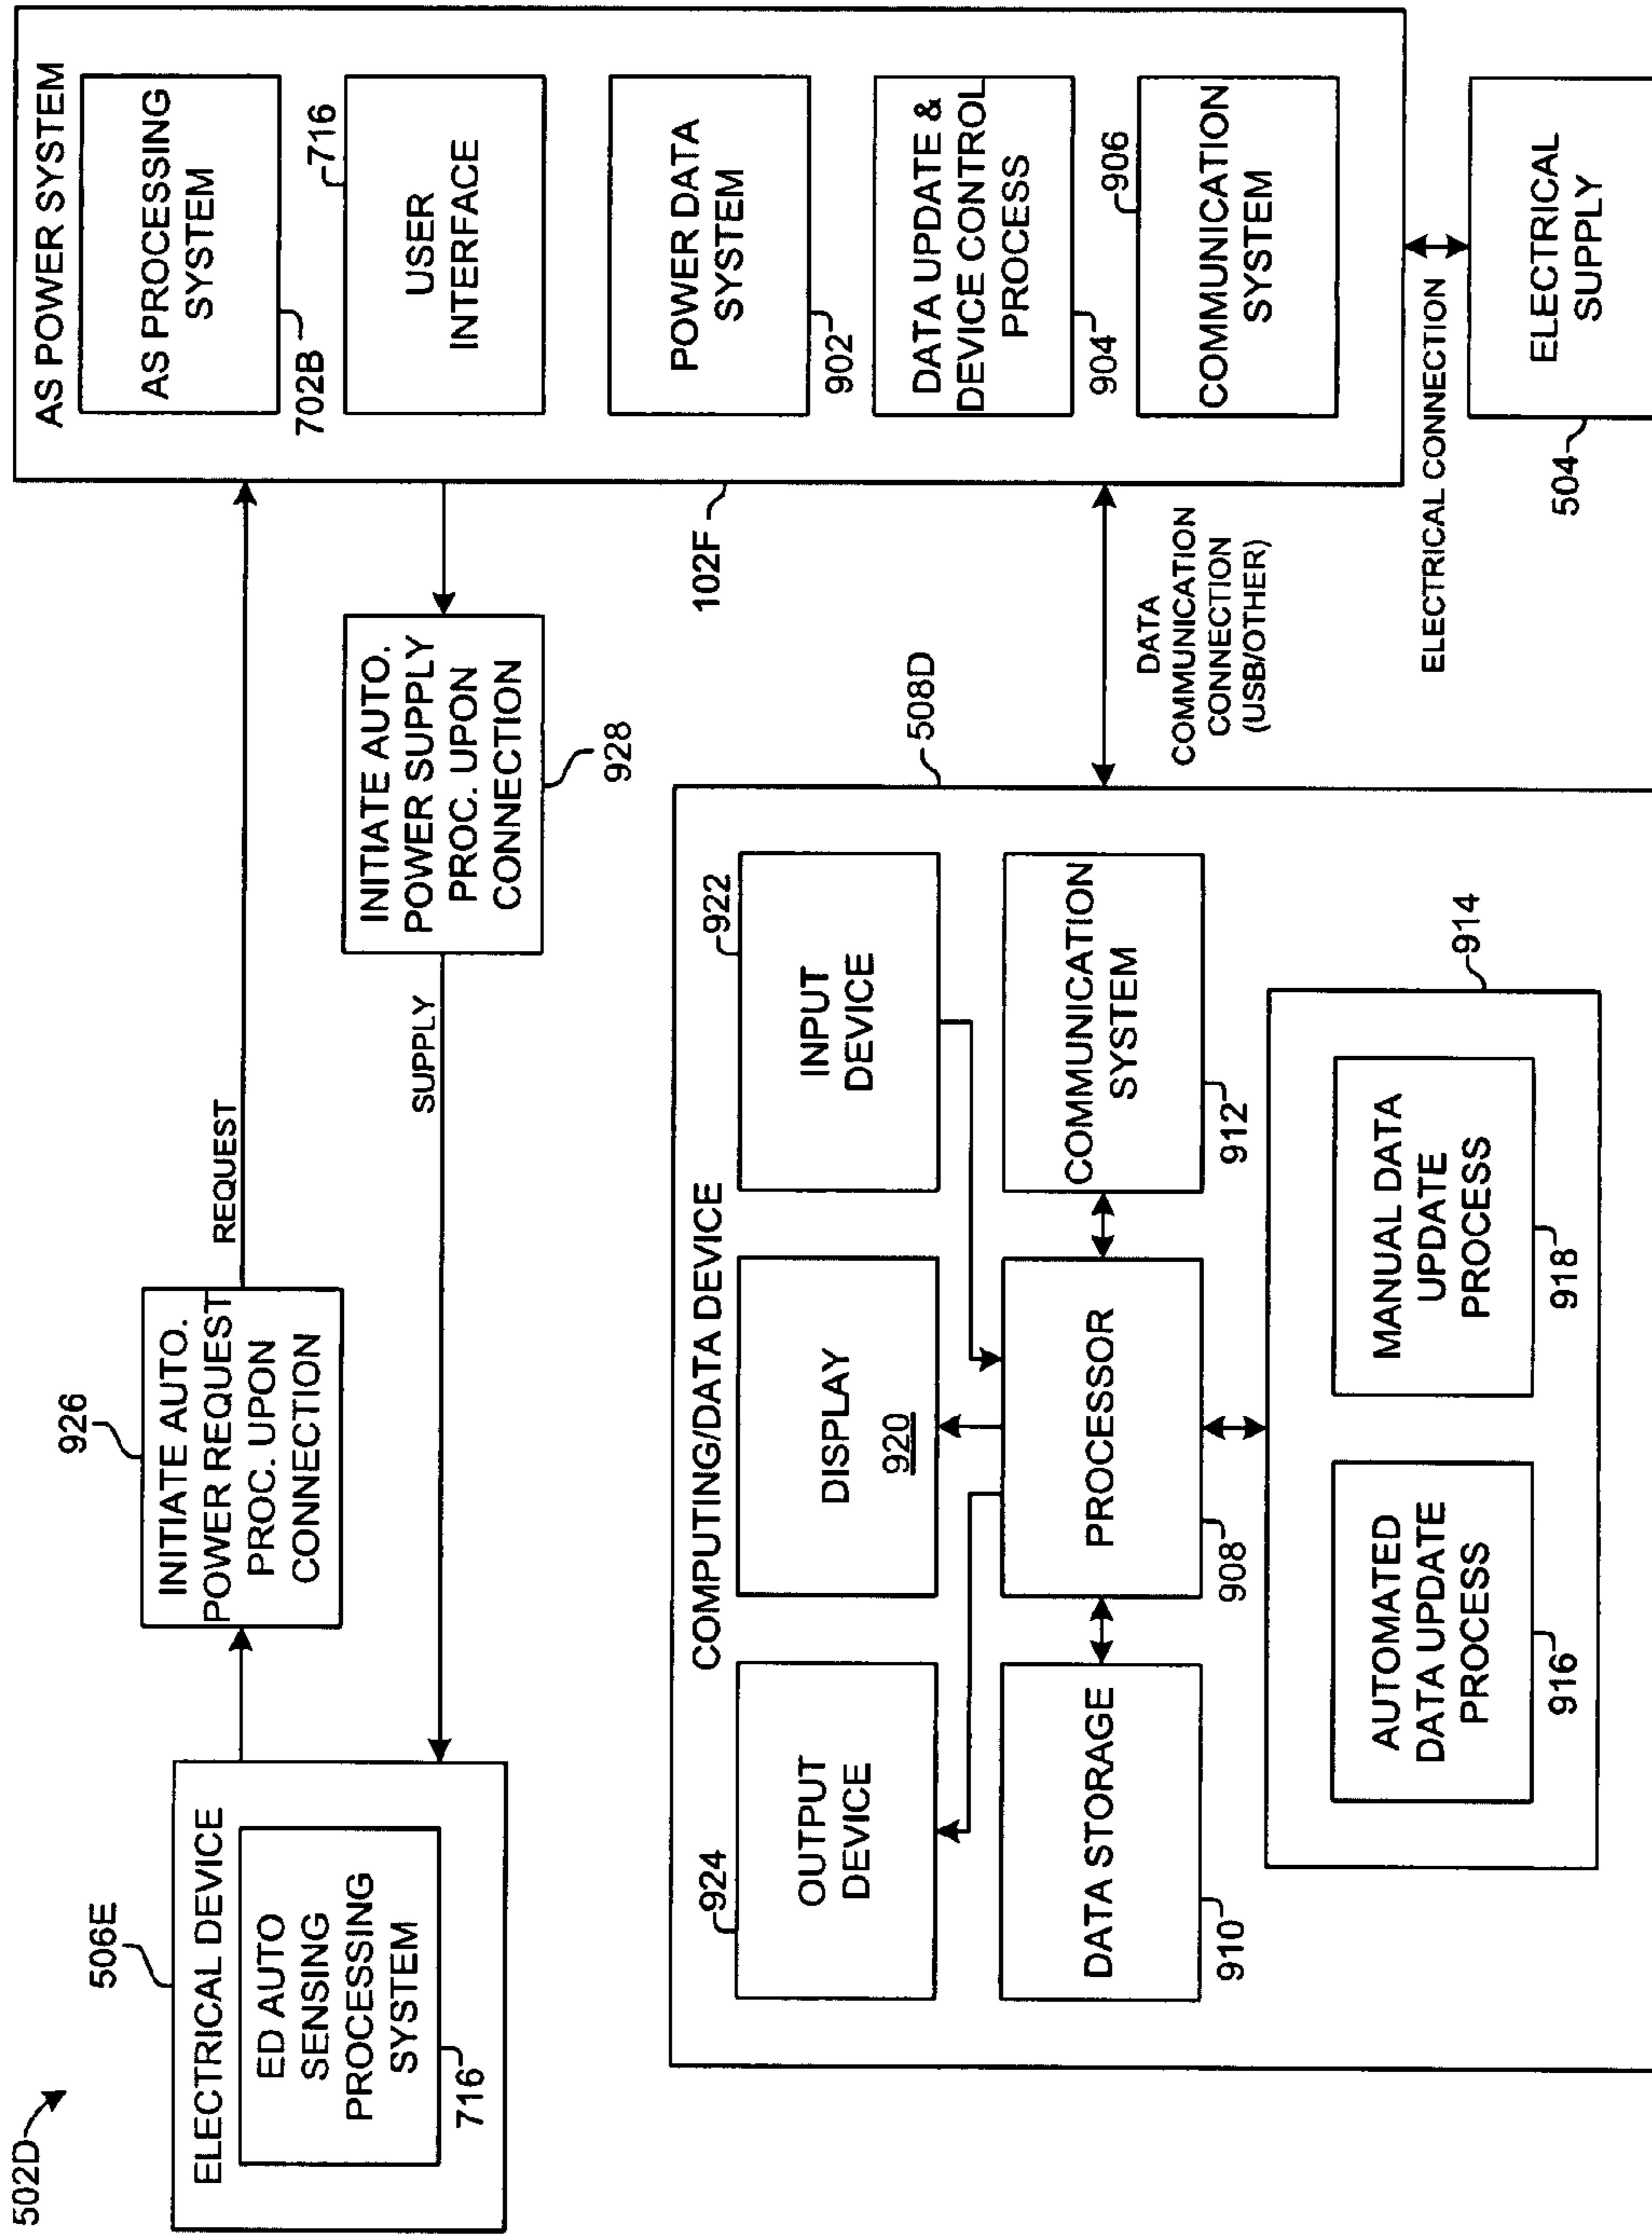 502D
506E
ELECTRICAL DEVICE
ED AUTO
SENSING
PROCESSING
SYSTEM
716
926
INITIATE AUTO.
POWER REQUEST
PROC. UPON
CONNECTION
REQUEST
INITIATE AUTO.
POWER SUPPLY
PROC. UPON
CONNECTION
928
SUPPLY
AS POWER SYSTEM
AS PROCESSING
SYSTEM
702B
716
USER
INTERFACE
POWER DATA
SYSTEM
902
DATA UPDATE &
DEVICE CONTROL
PROCESS
904
906
COMMUNICATION
SYSTEM
102F
DATA
COMMUNICATION
CONNECTION
(USB/OTHER)
ELECTRICAL CONNECTION
ELECTRICAL
SUPPLY
504
508D
COMPUTING/DATA DEVICE
924
OUTPUT
DEVICE
DISPLAY
920
922
INPUT
DEVICE
DATA STORAGE
910
PROCESSOR
908
COMMUNICATION
SYSTEM
912
914
AUTOMATED
DATA UPDATE
PROCESS
916
MANUAL DATA
UPDATE
PROCESS
918